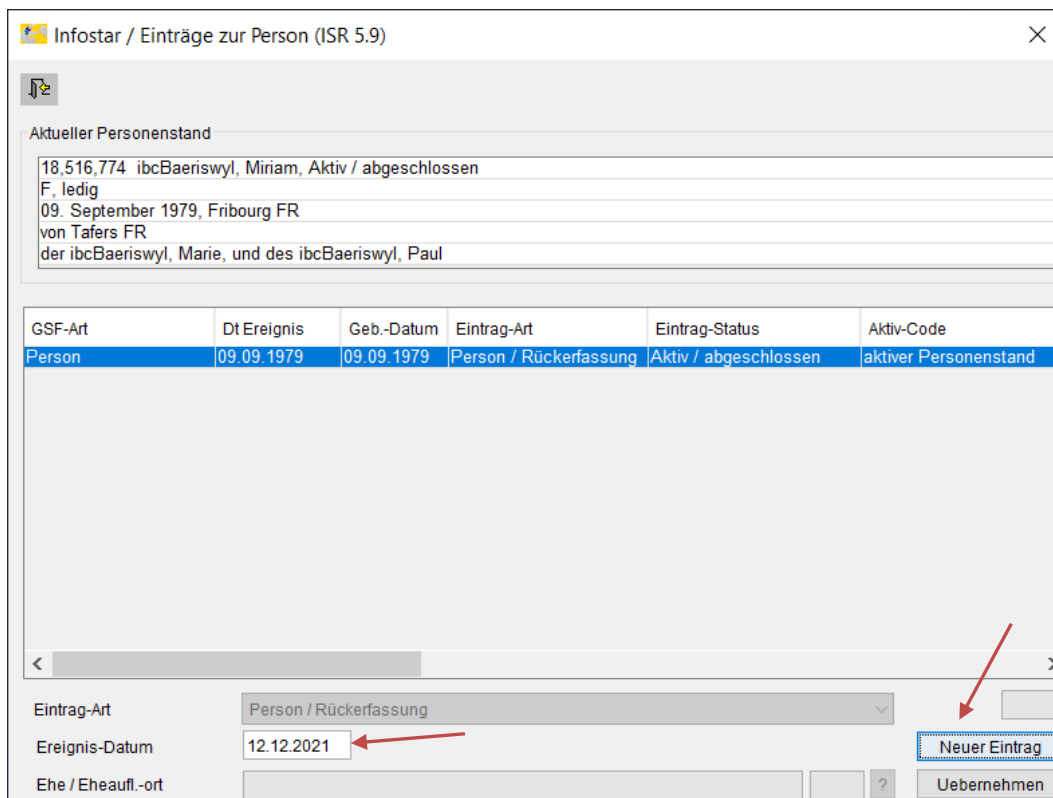 Infostar / Einträge zur Person (ISR 5.9)
Aktueller Personenstand
18,516,774 ibcBaeriswyl, Miriam, Aktiv / abgeschlossen
F, ledig
09. September 1979, Fribourg FR
von Tafers FR
der ibcBaeriswyl, Marie, und des ibcBaeriswyl, Paul
GSF-Art Dt Ereignis Geb.-Datum Eintrag-Art Eintrag-Status Aktiv-Code
Person 09.09.1979 09.09.1979 Person / Rückerfassung Aktiv / abgeschlossen aktiver Personenstand
Eintrag-Art Person / Rückerfassung
Ereignis-Datum 12.12.2021 Neuer Eintrag
Ehe / Eheaufl.-ort ? Uebernehmen